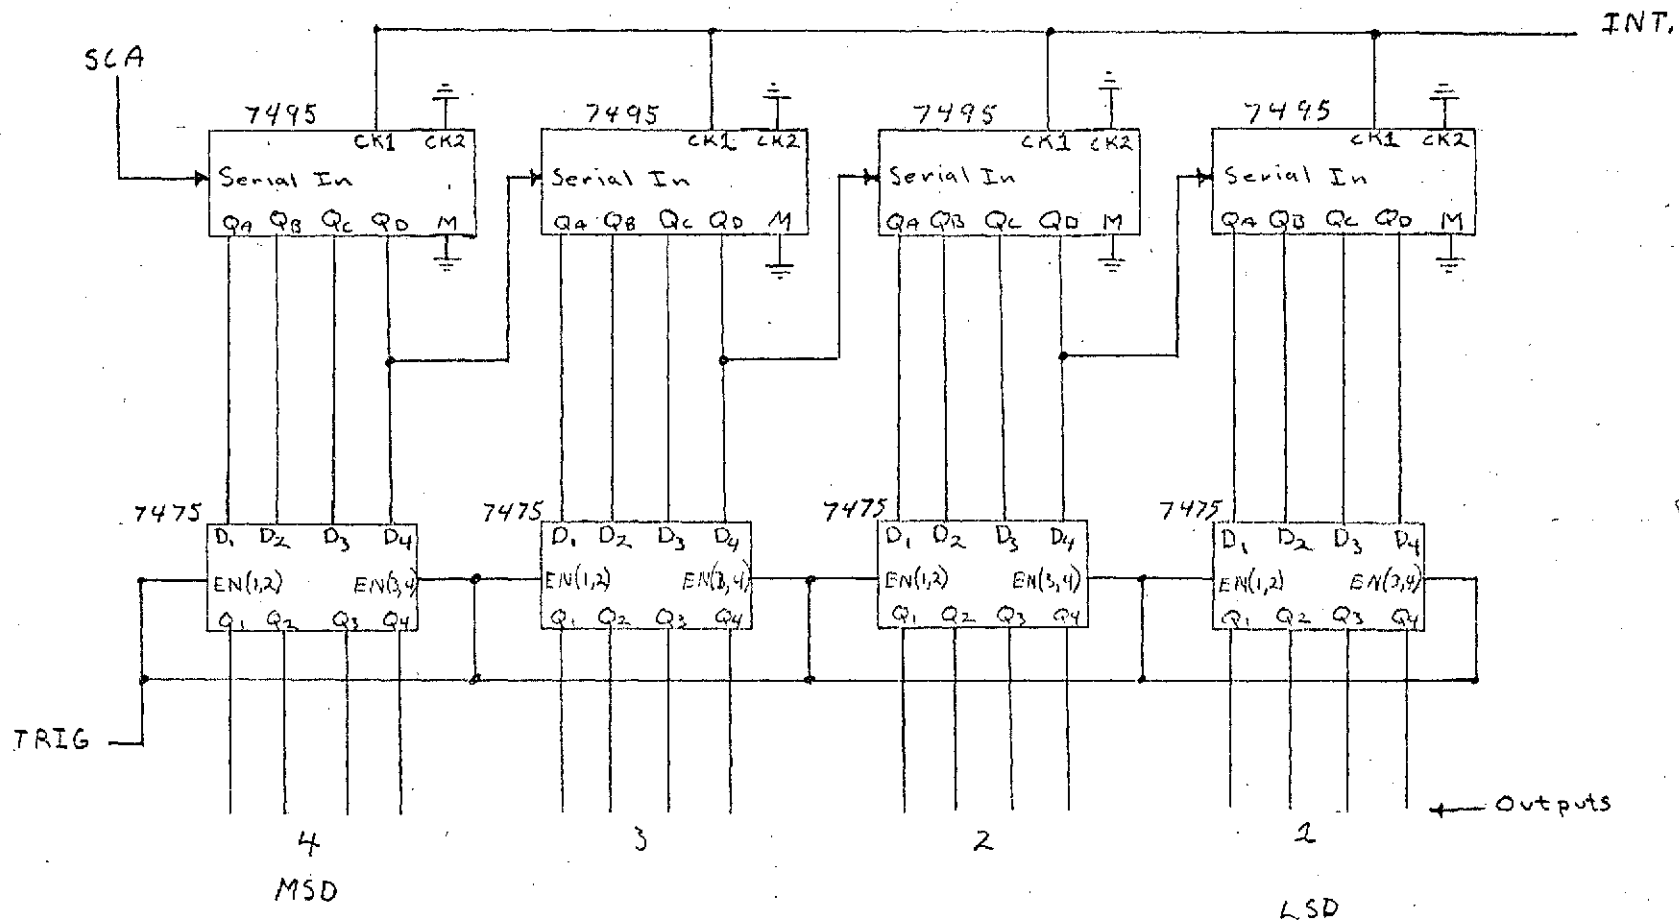 INT.
SCA
7495 7495 7495 7495
CK1 CK2 CK1 CK2 CK1 CK2 CK1 CK2
Serial In Serial In Serial In Serial In
QA QB QC QD M QA QB QC QD M QA QB QC QD M QA QB QC QD M
7475 7475 7475 7475
D1 D2 D3 D4 D1 D2 D3 D4 D1 D2 D3 D4 D1 D2 D3 D4
EN(1,2) EN(3,4) EN(1,2) EN(3,4) EN(1,2) EN(3,4) EN(1,2) EN(3,4)
Q1 Q2 Q3 Q4 Q1 Q2 Q3 Q4 Q1 Q2 Q3 Q4 Q1 Q2 Q3 Q4
TRIG
Outputs
4 3 2 1
MSD LSD